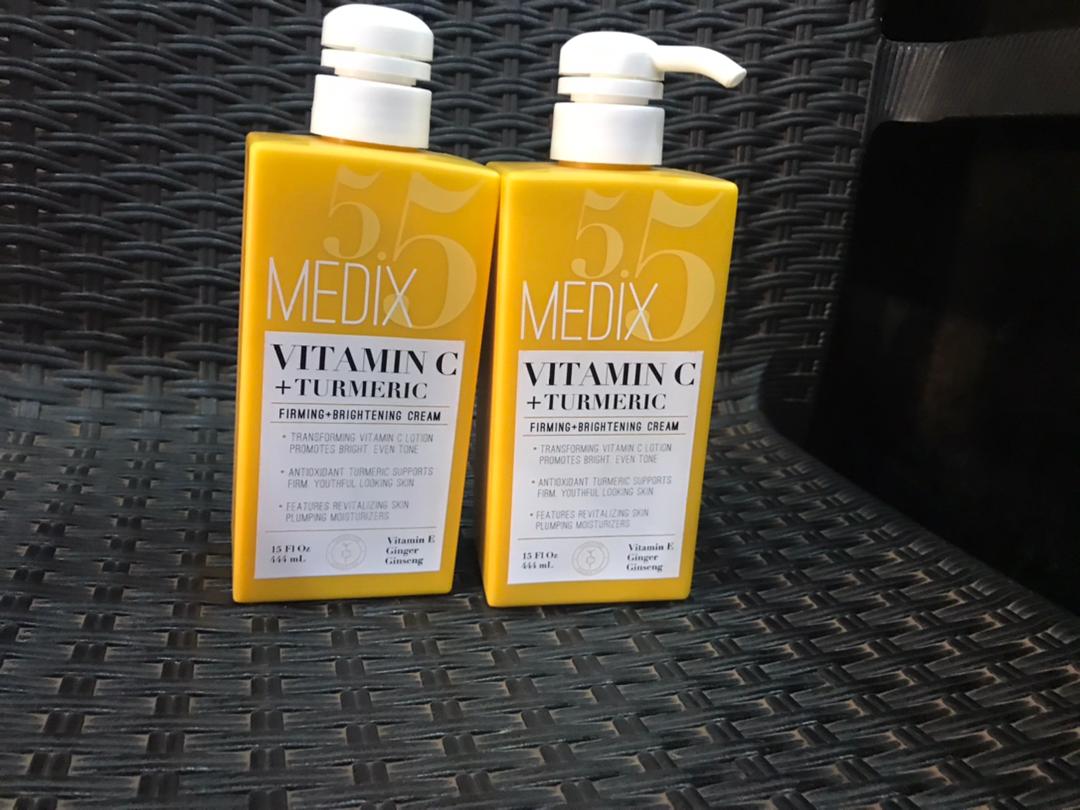 5.5
MEDIX
VITAMIN C
+TURMERIC
FIRMING+BRIGHTENING CREAM
• TRANSFORMING VITAMIN C LOTION
PROMOTES BRIGHT, EVEN TONE
• ANTIOXIDANT TURMERIC SUPPORTS
FIRM, YOUTHFUL LOOKING SKIN
• FEATURES REVITALIZING SKIN
PLUMPING MOISTURIZERS
15 Fl Oz
444 mL
Vitamin E
Ginger
Ginseng
5.5
MEDIX
VITAMIN C
+TURMERIC
FIRMING+BRIGHTENING CREAM
• TRANSFORMING VITAMIN C LOTION
PROMOTES BRIGHT, EVEN TONE
• ANTIOXIDANT TURMERIC SUPPORTS
FIRM, YOUTHFUL LOOKING SKIN
• FEATURES REVITALIZING SKIN
PLUMPING MOISTURIZERS
15 Fl Oz
444 mL
Vitamin E
Ginger
Ginseng